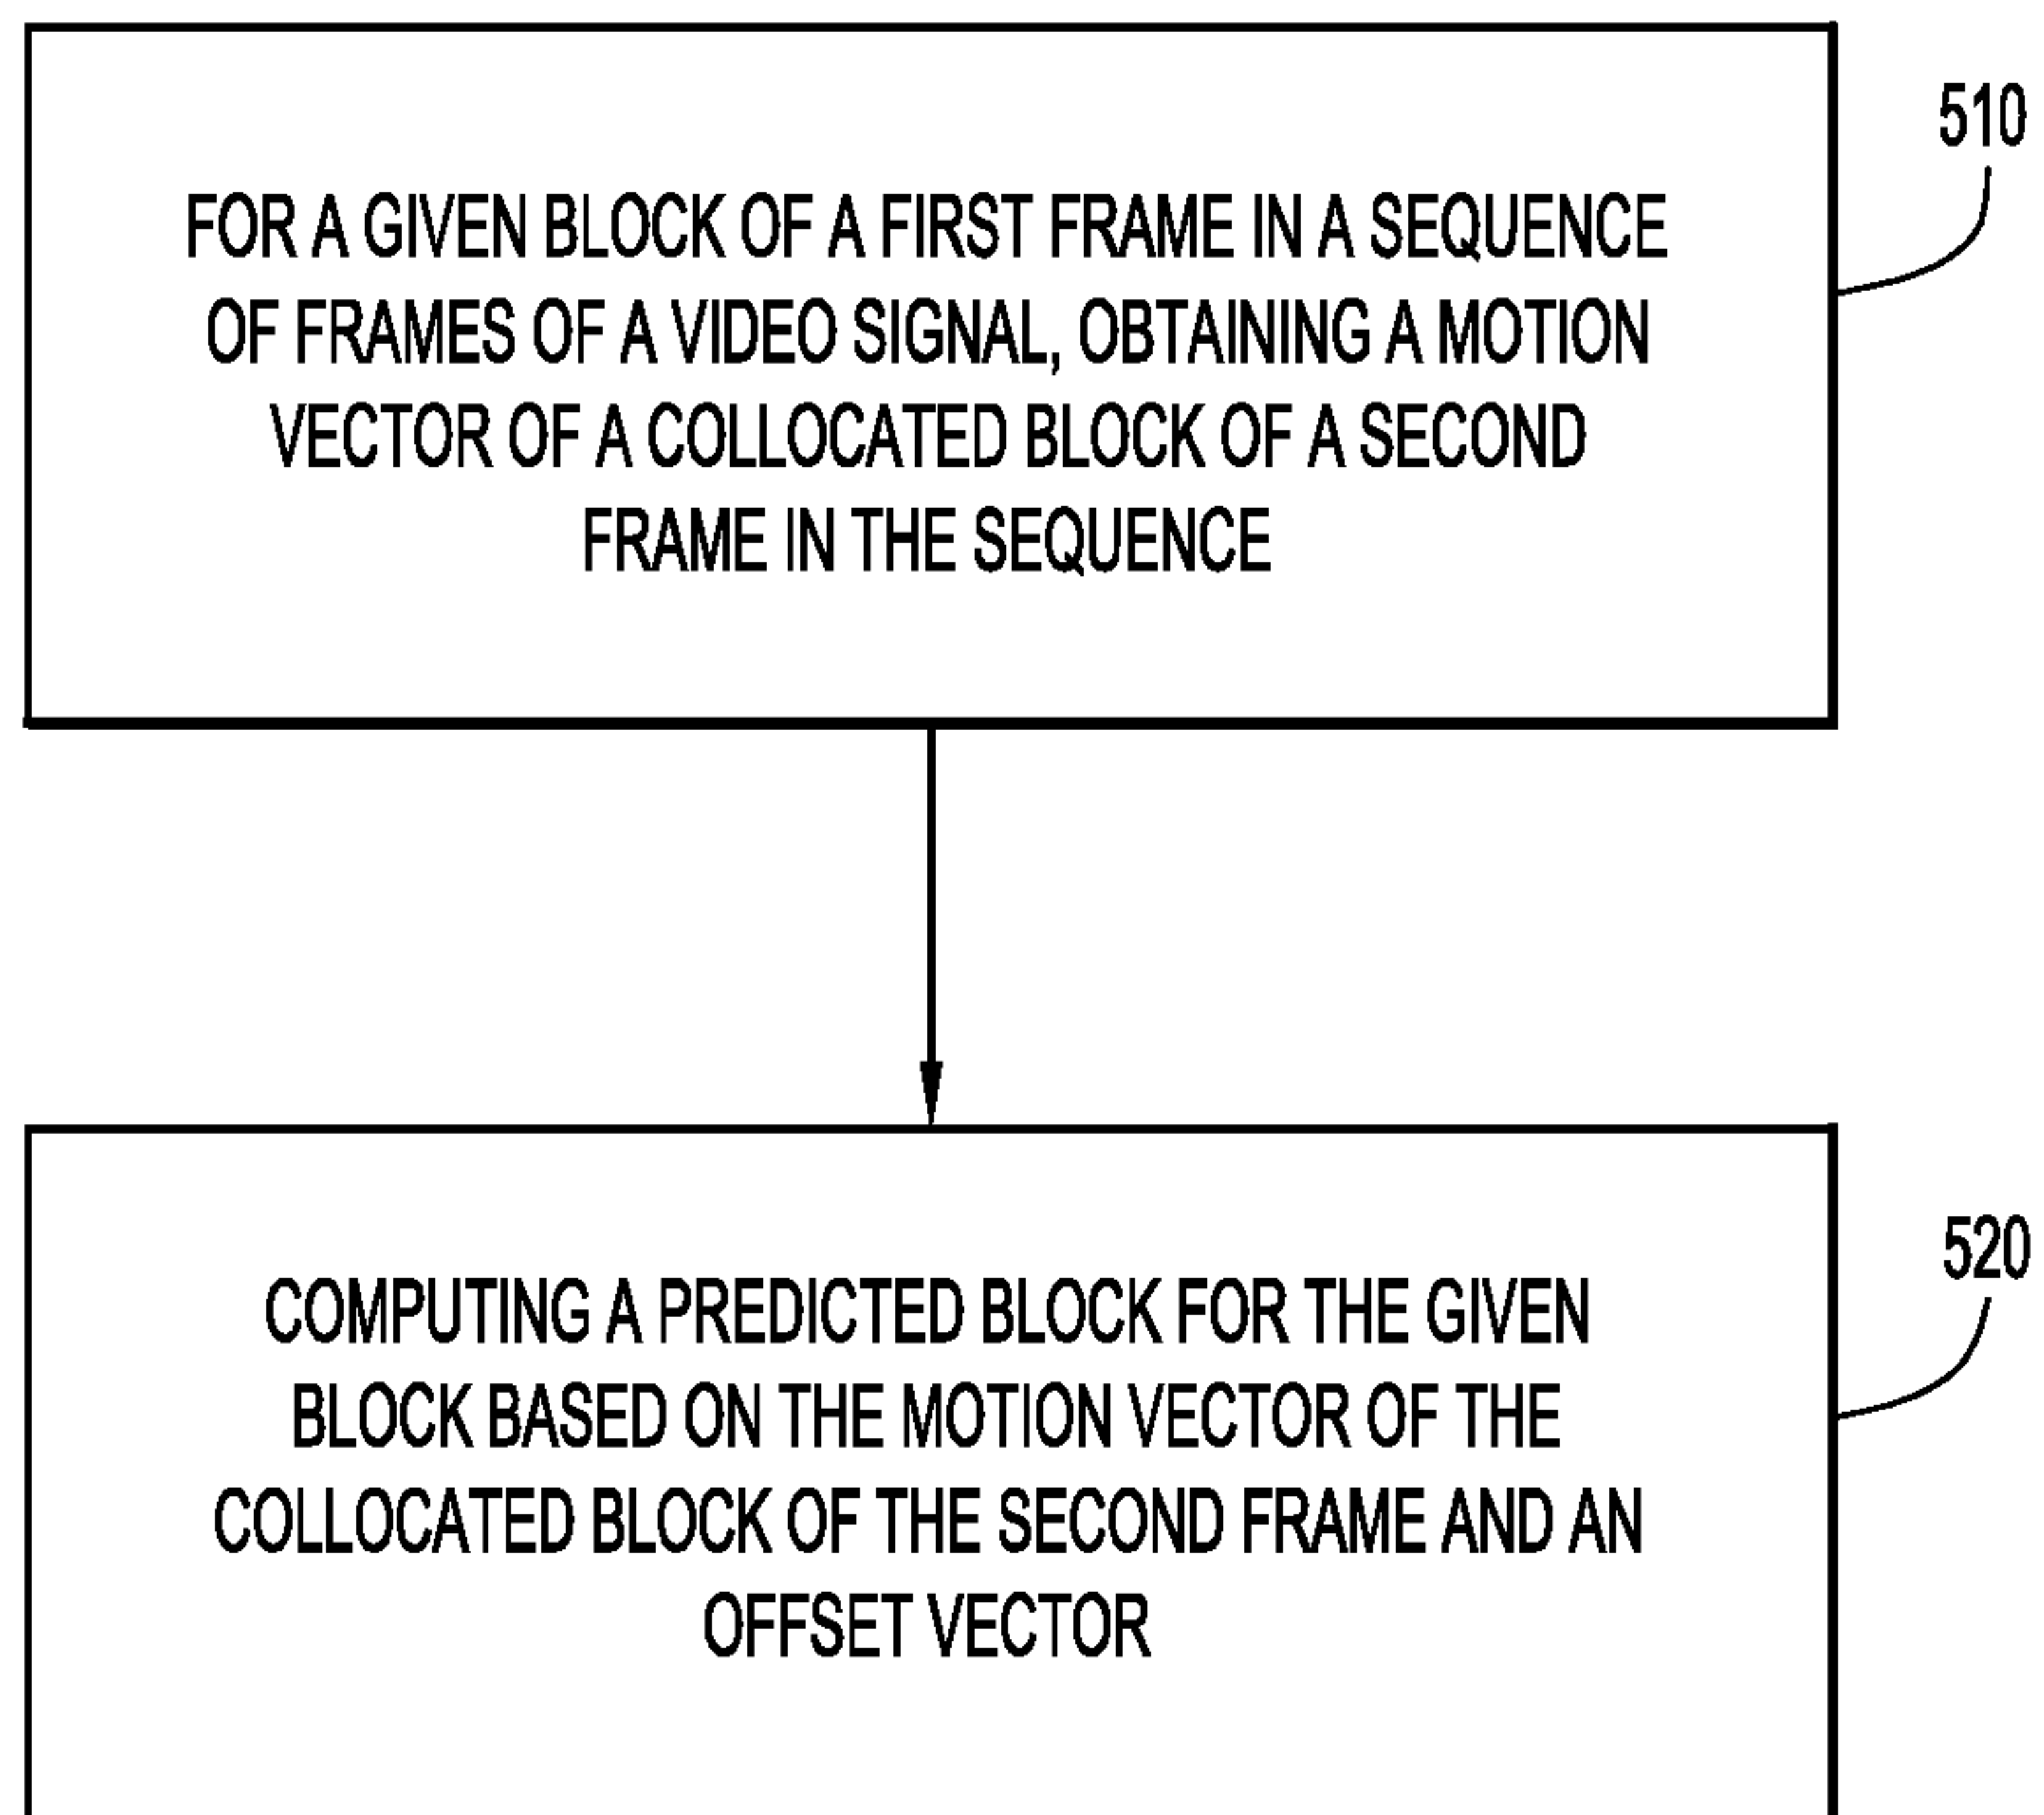 510
FOR A GIVEN BLOCK OF A FIRST FRAME IN A SEQUENCE
OF FRAMES OF A VIDEO SIGNAL, OBTAINING A MOTION
VECTOR OF A COLLOCATED BLOCK OF A SECOND
FRAME IN THE SEQUENCE
520
COMPUTING A PREDICTED BLOCK FOR THE GIVEN
BLOCK BASED ON THE MOTION VECTOR OF THE
COLLOCATED BLOCK OF THE SECOND FRAME AND AN
OFFSET VECTOR